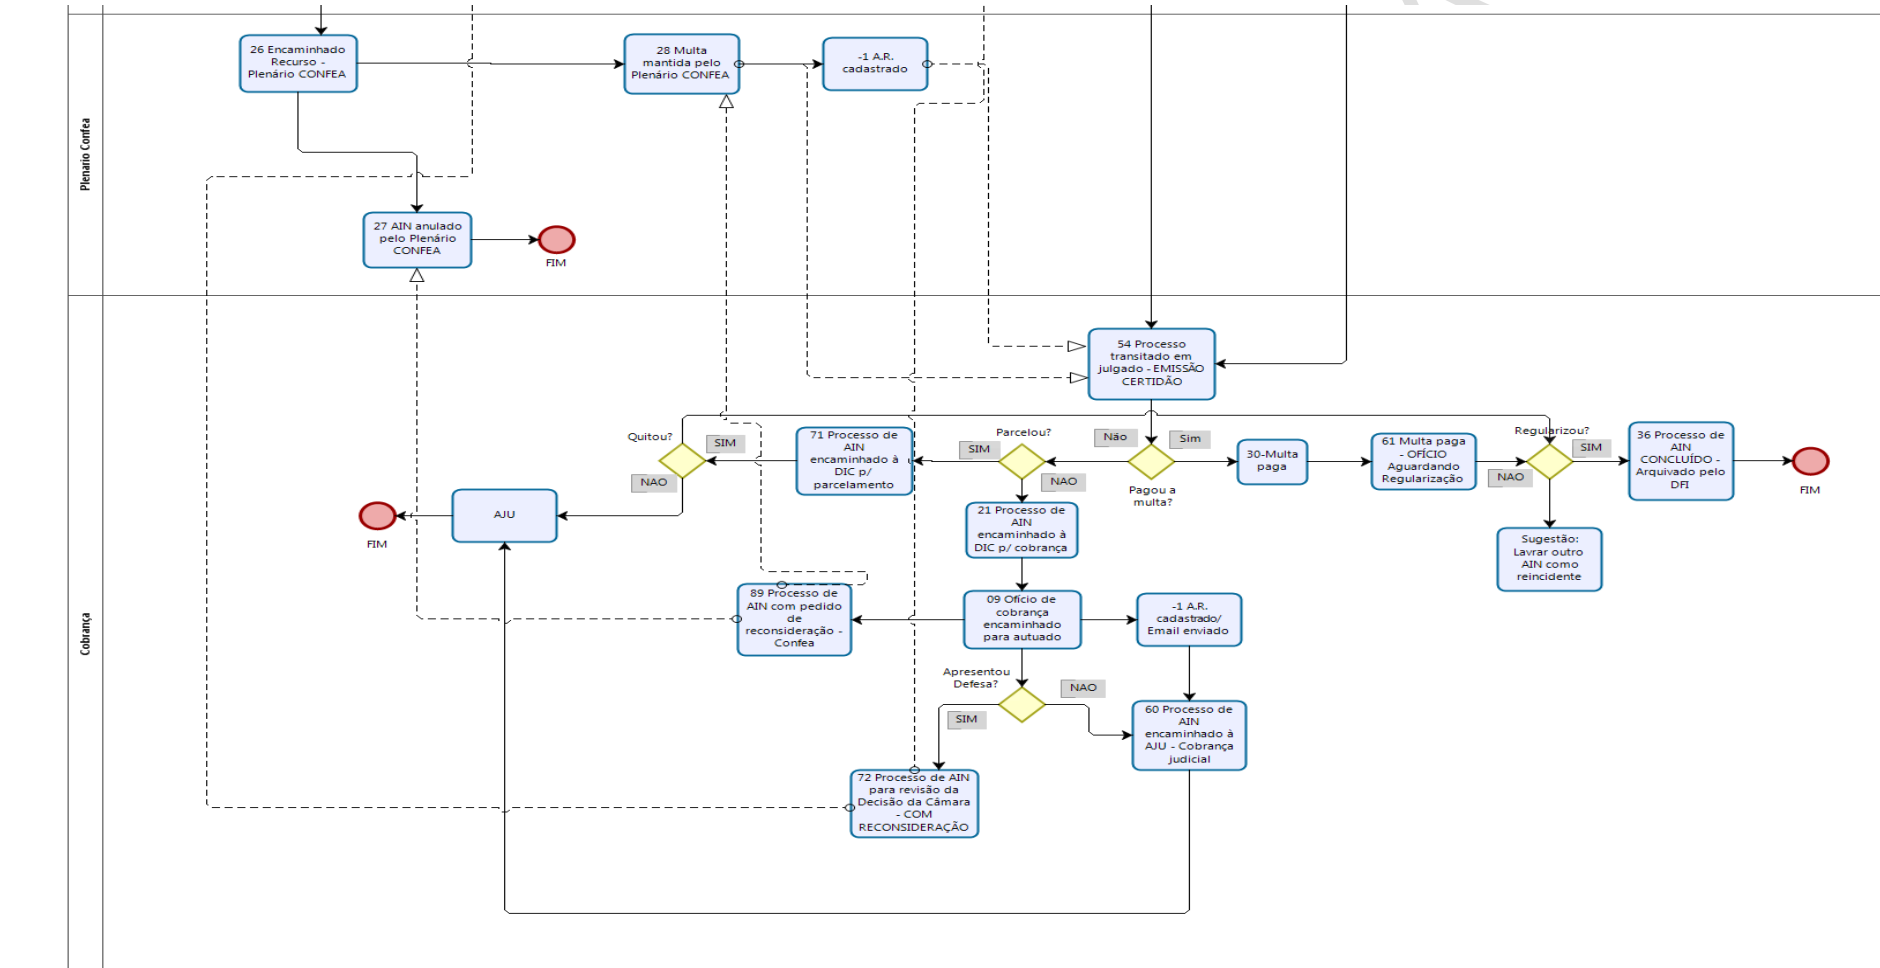 Plenario Confea
26 Encaminhado
Recurso -
Plenário CONFEA
28 Multa
mantida pelo
Plenário CONFEA
-1 A.R.
cadastrado
27 AIN anulado
pelo Plenário
CONFEA
FIM
Cobrança
54 Processo
transitado em
julgado - EMISSÃO
CERTIDÃO
Quitou?
SIM
NAO
71 Processo de
AIN
encaminhado à
DIC p/
parcelamento
SIM
Parcelou?
NAO
Não
Sim
Pagou a
multa?
30-Multa
paga
61 Multa paga
- OFÍCIO
Aguardando
Regularização
Regularizou?
NAO
SIM
36 Processo de
AIN
CONCLUÍDO -
Arquivado pelo
DFI
FIM
FIM
AJU
21 Processo de
AIN
encaminhado à
DIC p/ cobrança
Sugestão:
Lavrar outro
AIN como
reincidente
89 Processo de
AIN com pedido
de
reconsideração -
Confea
09 Ofício de
cobrança
encaminhado
para autuado
-1 A.R.
cadastrado/
Email enviado
Apresentou
Defesa?
SIM
NAO
60 Processo de
AIN
encaminhado à
AJU - Cobrança
judicial
72 Processo de AIN
para revisão da
Decisão da Câmara
- COM
RECONSIDERAÇÃO